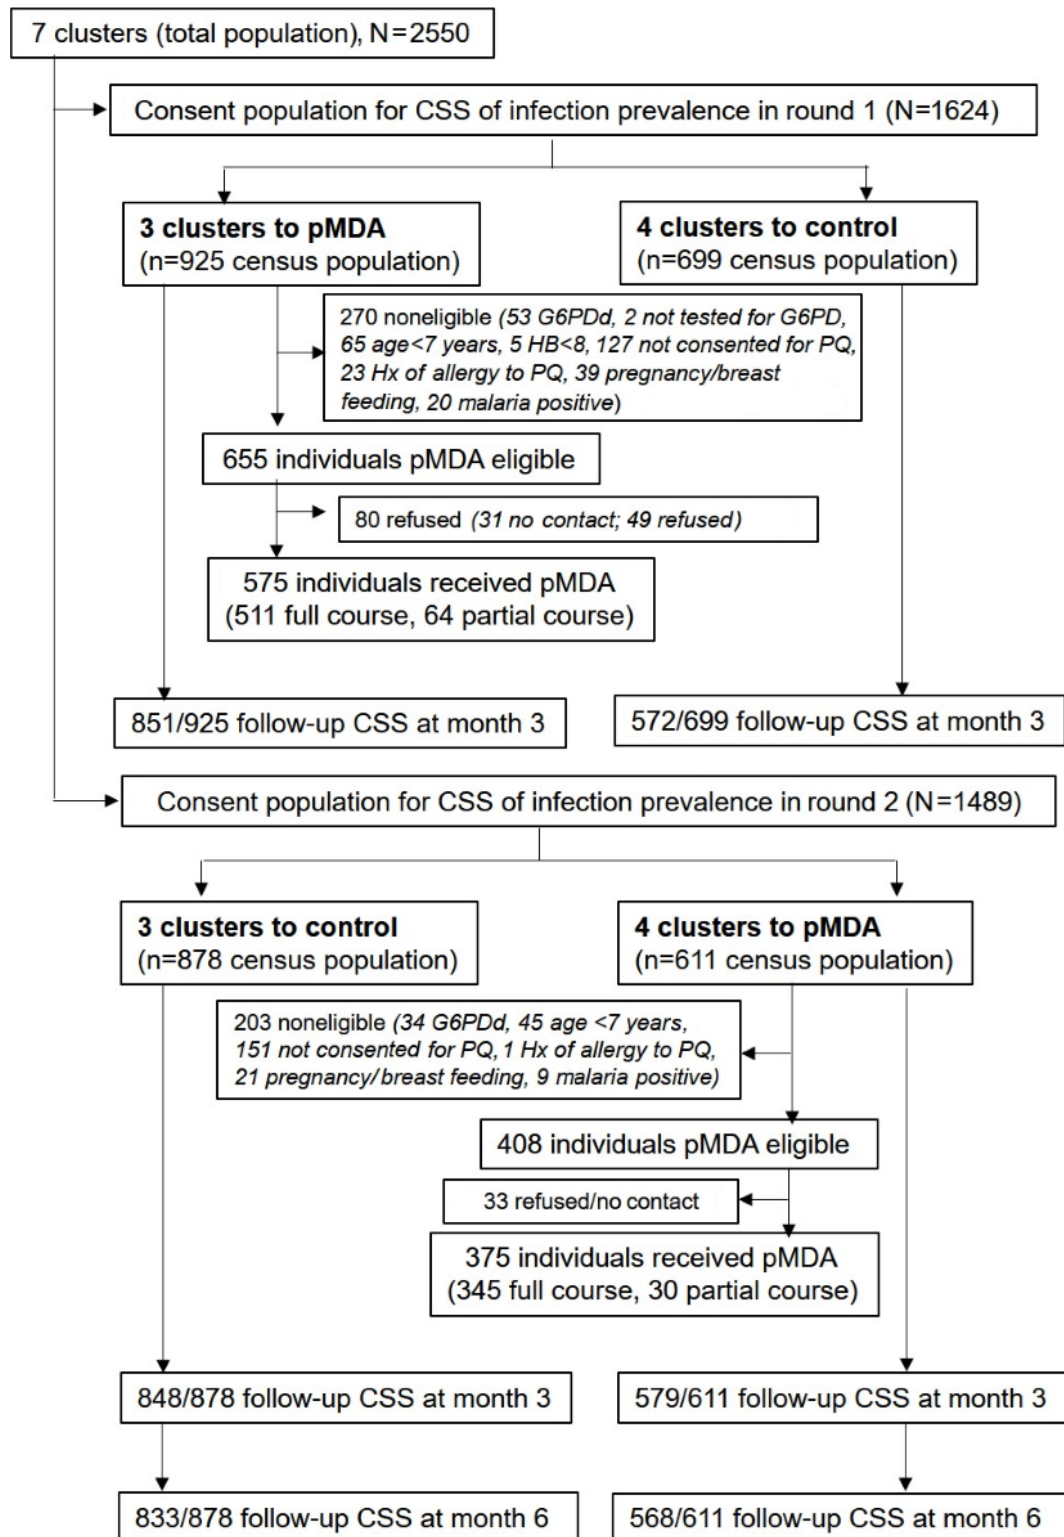 7 clusters (total population), N=2550
Consent population for CSS of infection prevalence in round 1 (N=1624)
3 clusters to pMDA
(n=925 census population)
4 clusters to control
(n=699 census population)
270 noneligible (53 G6PDd, 2 not tested for G6PD,
65 age<7 years, 5 HB<8, 127 not consented for PQ,
23 Hx of allergy to PQ, 39 pregnancy/breast
feeding, 20 malaria positive)
655 individuals pMDA eligible
80 refused (31 no contact; 49 refused)
575 individuals received pMDA
(511 full course, 64 partial course)
851/925 follow-up CSS at month 3
572/699 follow-up CSS at month 3
Consent population for CSS of infection prevalence in round 2 (N=1489)
3 clusters to control
(n=878 census population)
4 clusters to pMDA
(n=611 census population)
203 noneligible (34 G6PDd, 45 age <7 years,
151 not consented for PQ, 1 Hx of allergy to PQ,
21 pregnancy/breast feeding, 9 malaria positive)
408 individuals pMDA eligible
33 refused/no contact
375 individuals received pMDA
(345 full course, 30 partial course)
848/878 follow-up CSS at month 3
579/611 follow-up CSS at month 3
833/878 follow-up CSS at month 6
568/611 follow-up CSS at month 6